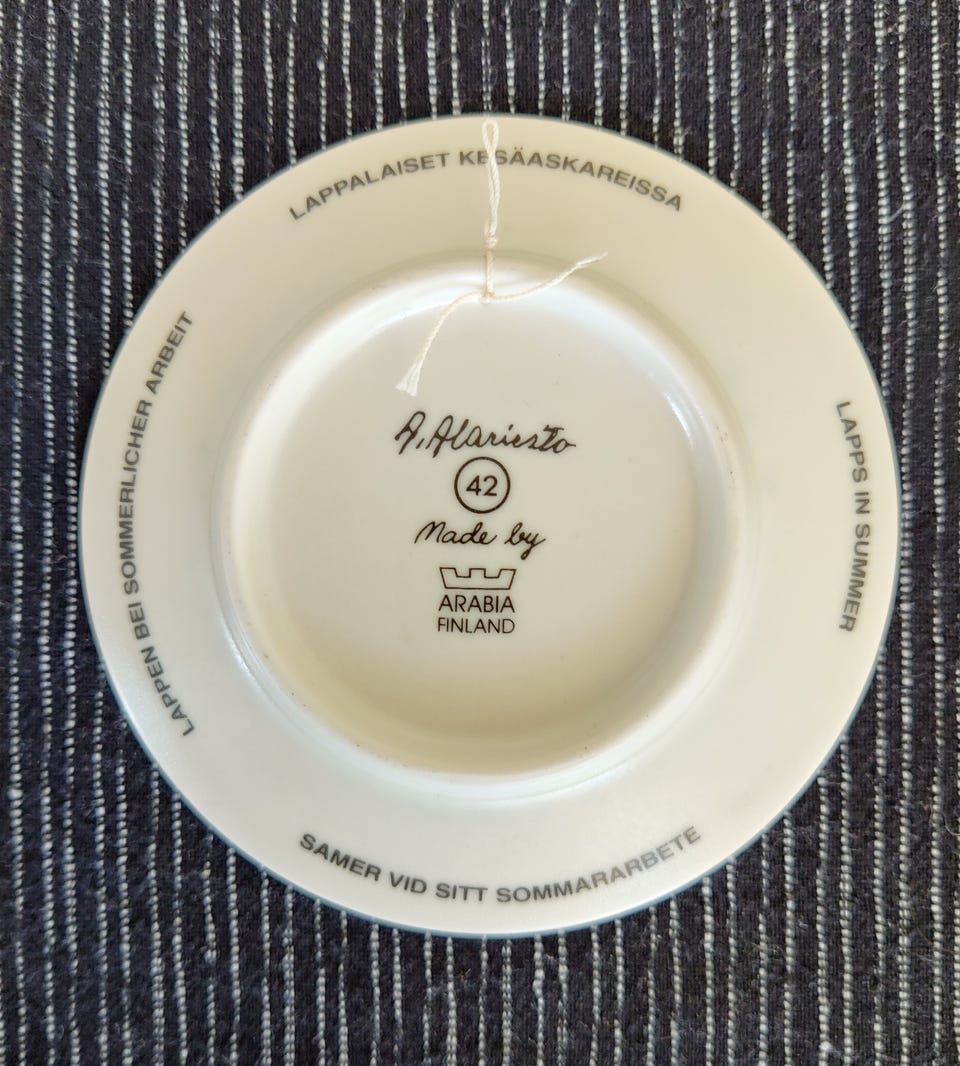 LAPPALAISET KESÄASKAREISSA
LAPPS IN SUMMER
SAMER VID SITT SOMMARARBETE
LAPPEN BEI SOMMERLICHER ARBEIT
A. Alariesto
42
Made by
ARABIA
FINLAND